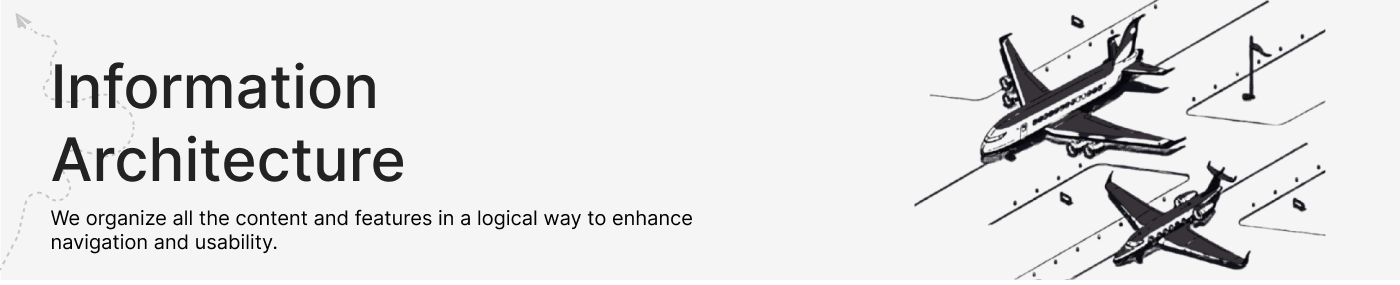 Information
Architecture
We organize all the content and features in a logical way to enhance
navigation and usability.